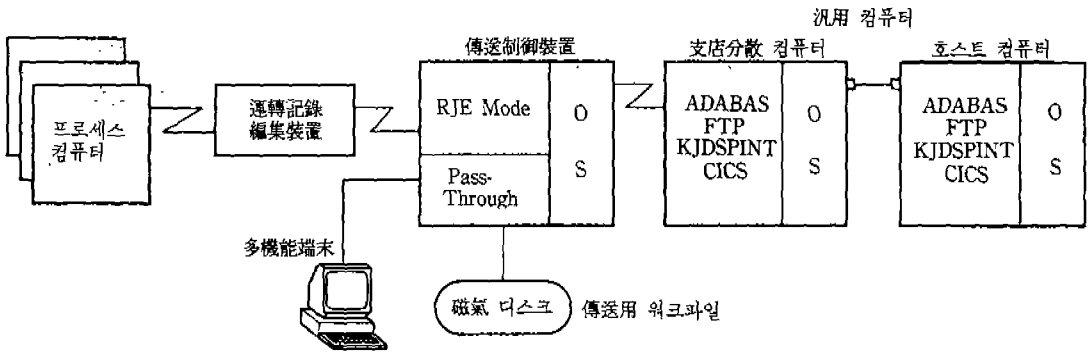 汎用 컴퓨터
傳送制御裝置
支店分散 컴퓨터
호스트 컴퓨터
프로세스
컴퓨터
運轉記錄
編集裝置
RJE Mode
Pass-
Through
O
S
ADABAS
FTP
KJDSPINT
CICS
O
S
ADABAS
FTP
KJDSPINT
CICS
O
S
多機能端末
磁氣 디스크
傳送用 워크파일